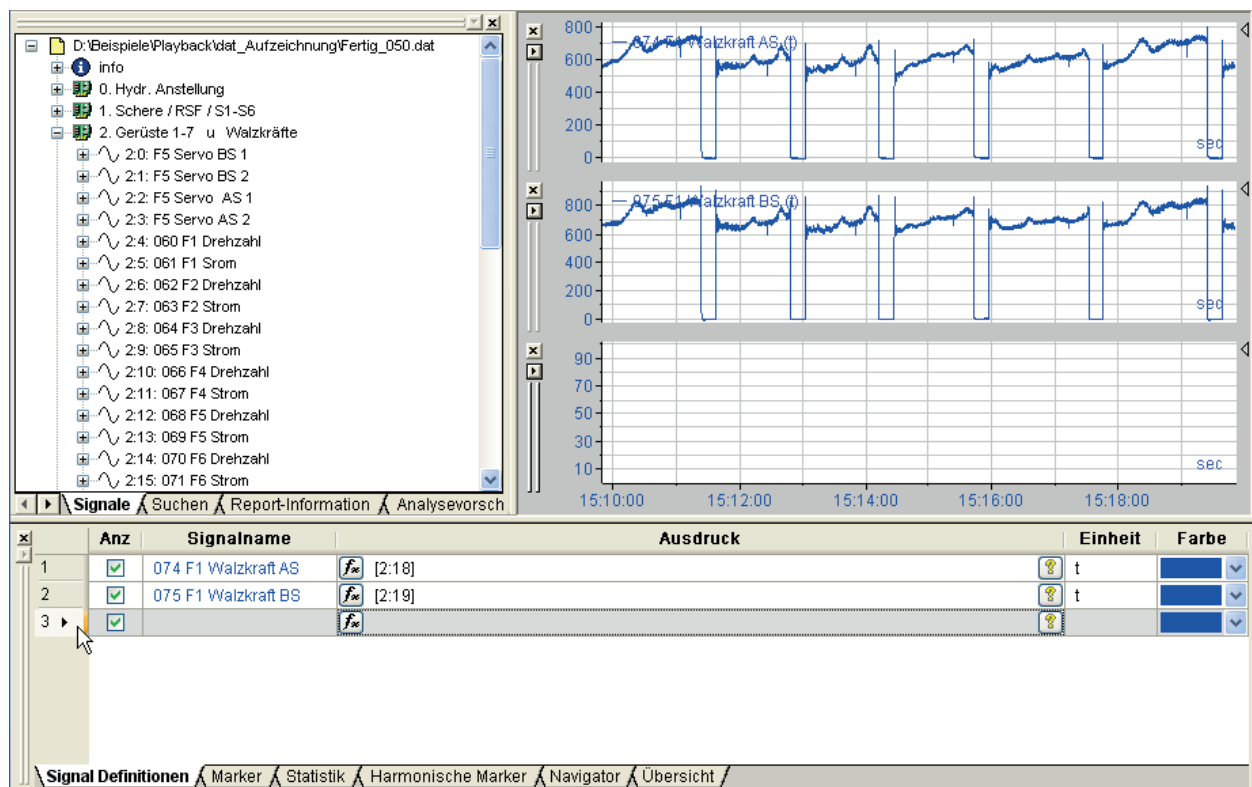 D:\Beispiele\Playback\dat_Aufzeichnung\Fertig_050.dat
info
0. Hydr. Anstellung
1. Schere / RSF / S1-S6
2. Gerüste 1-7 u Walzkräfte
2:0: F5 Servo BS 1
2:1: F5 Servo BS 2
2:2: F5 Servo AS 1
2:3: F5 Servo AS 2
2:4: 060 F1 Drehzahl
2:5: 061 F1 Srom
2:6: 062 F2 Drehzahl
2:7: 063 F2 Strom
2:8: 064 F3 Drehzahl
2:9: 065 F3 Strom
2:10: 066 F4 Drehzahl
2:11: 067 F4 Strom
2:12: 068 F5 Drehzahl
2:13: 069 F5 Strom
2:14: 070 F6 Drehzahl
2:15: 071 F6 Strom
Signale Suchen Report-Information Analysevorsch
800
074 F1 Walzkraft AS (t)
600
400
200
sec
0
800
075 F1 Walzkraft BS (t)
600
400
200
sec
0
90
70
50
30
10
sec
15:10:00 15:12:00 15:14:00 15:16:00 15:18:00
Anz Signalname Ausdruck Einheit Farbe
1 074 F1 Walzkraft AS fx [2:18] ? t
2 075 F1 Walzkraft BS fx [2:19] ? t
3 fx ?
Signal Definitionen Marker Statistik Harmonische Marker Navigator Übersicht